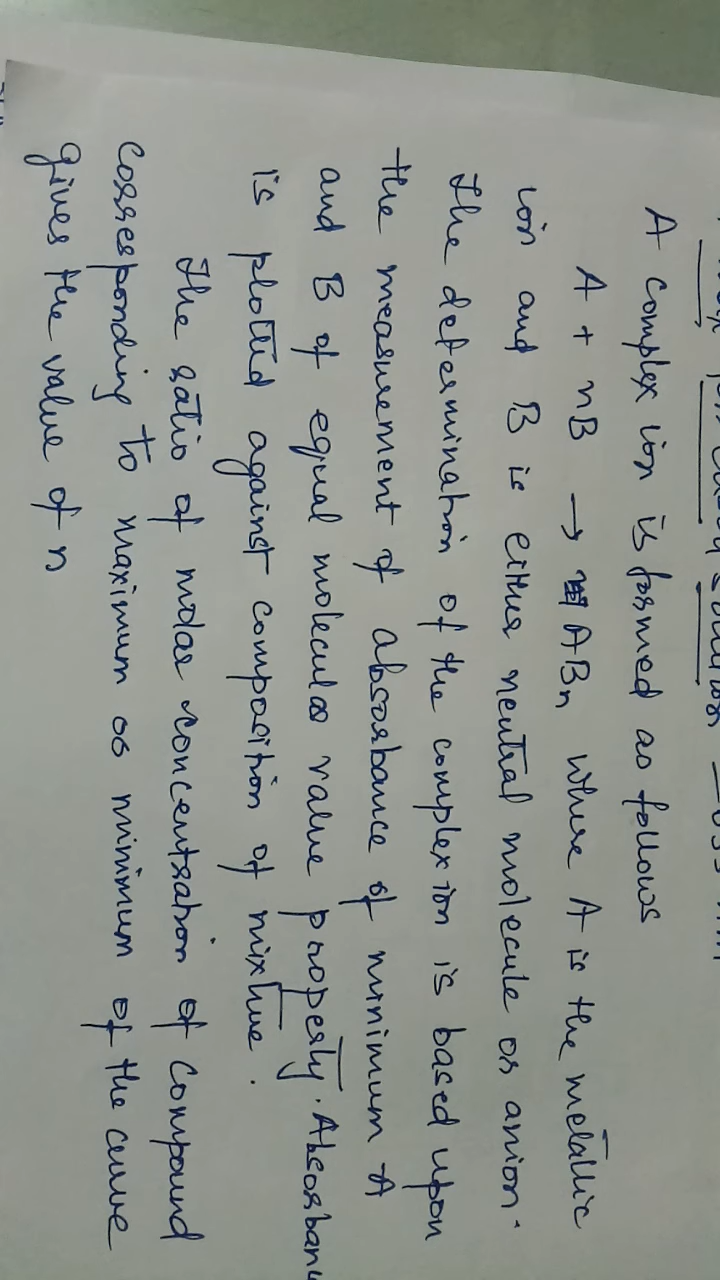 A complex ion is formed as follows
A + nB → ABn where A is the metallic
ion and B is either neutral molecule or anion.
The determination of the complex ion is based upon
the measurement of absorbance of minimum A
and B of equal molecular value property. Absorbanc
is plotted against composition of mixture.
The ratio of molar concentration of compound
corresponding to maximum or minimum of the curve
gives the value of n